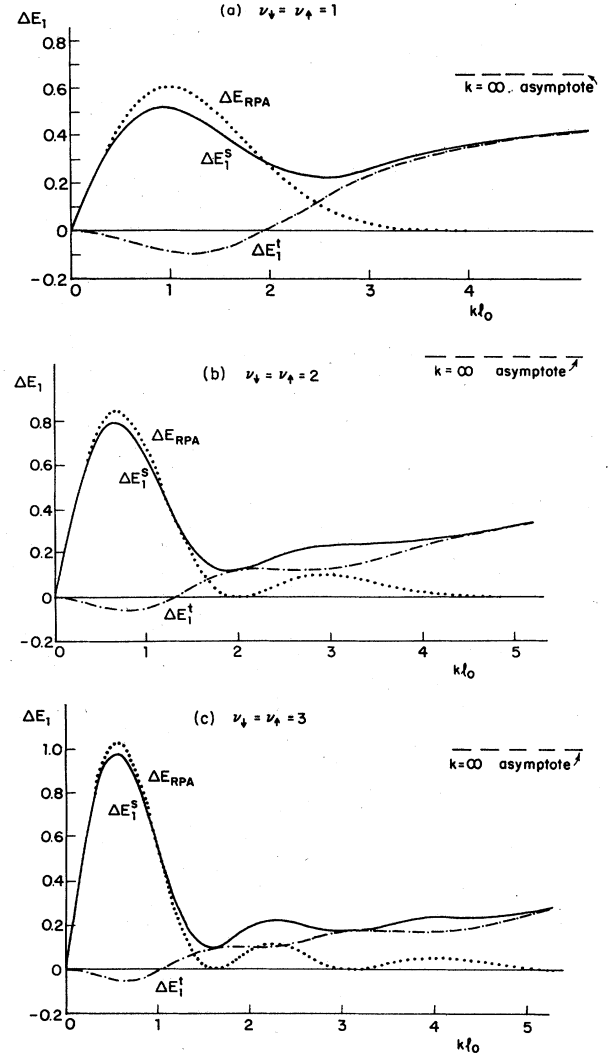 (a) ν↓ = ν↑ = 1
ΔE₁
0.8
0.6
0.4
0.2
0
-0.2
ΔE_RPA
ΔE₁ˢ
ΔE₁ᵗ
k = ∞ asymptote
0 1 2 3 4
kℓ₀
(b) ν↓ = ν↑ = 2
ΔE₁
0.8
0.6
0.4
0.2
0
-0.2
ΔE_RPA
ΔE₁ˢ
ΔE₁ᵗ
k = ∞ asymptote
0 1 2 3 4 5
kℓ₀
(c) ν↓ = ν↑ = 3
ΔE₁
1.0
0.8
0.6
0.4
0.2
0
-0.2
ΔE_RPA
ΔE₁ˢ
ΔE₁ᵗ
k=∞ asymptote
0 1 2 3 4 5
kℓ₀